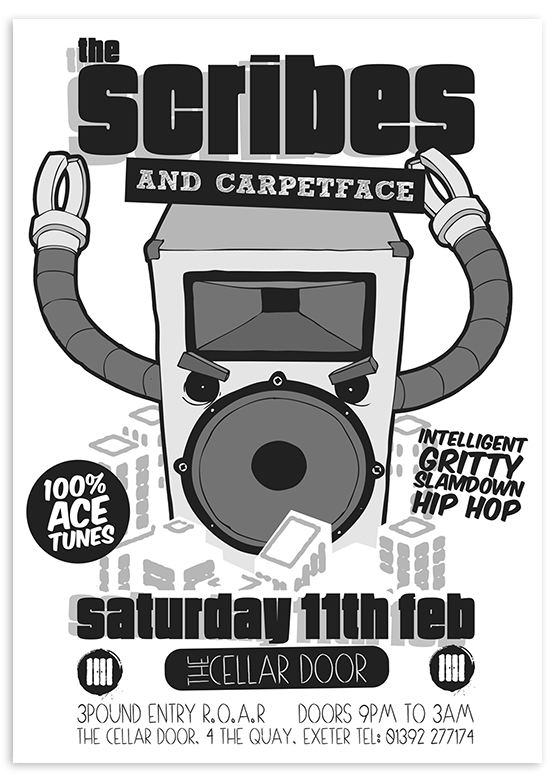 the
scribes
AND CARPETFACE
INTELLIGENT
GRITTY
SLAMDOWN
HIP HOP
100%
ACE
TUNES
saturday 11th feb
THE CELLAR DOOR
3POUND ENTRY R.O.A.R DOORS 9PM TO 3AM
THE CELLAR DOOR. 4 THE QUAY. EXETER TEL: 01392 277174